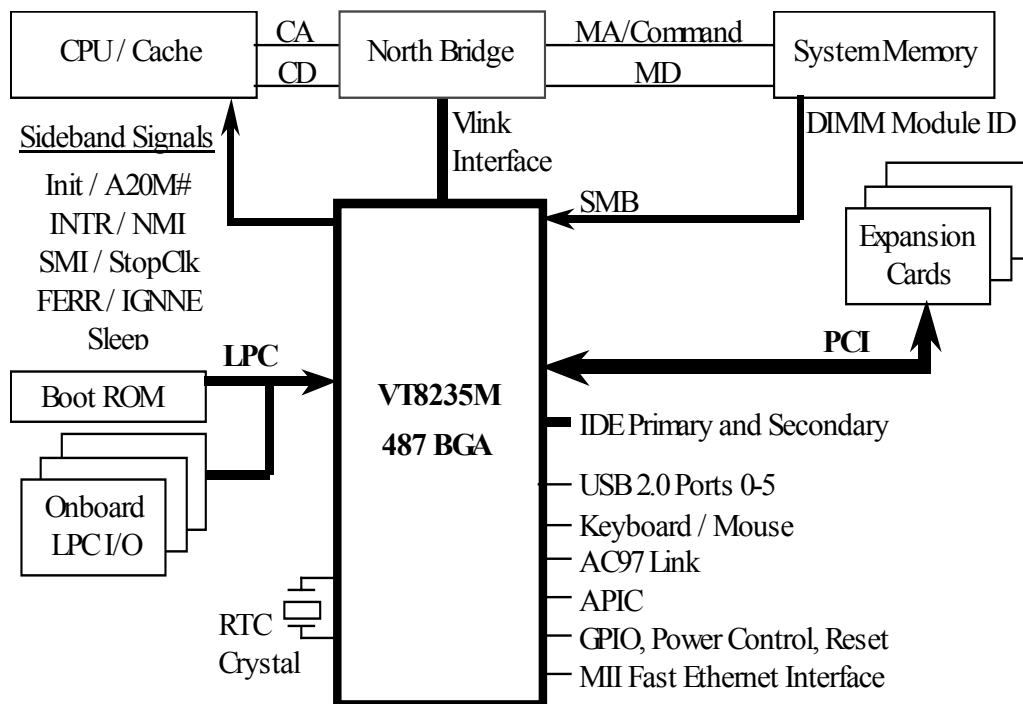 CPU / Cache
CA
CD
North Bridge
MA/Command
MD
System Memory
Sideband Signals
Init / A20M#
INTR / NMI
SMI / StopClk
FERR / IGNNE
Sleep
Vlink
Interface
DIMM Module ID
SMB
Expansion
Cards
LPC
PCI
Boot ROM
VT8235M
487 BGA
Onboard
LPC I/O
RTC
Crystal
IDE Primary and Secondary
USB 2.0 Ports 0-5
Keyboard / Mouse
AC97 Link
APIC
GPIO, Power Control, Reset
MII Fast Ethernet Interface